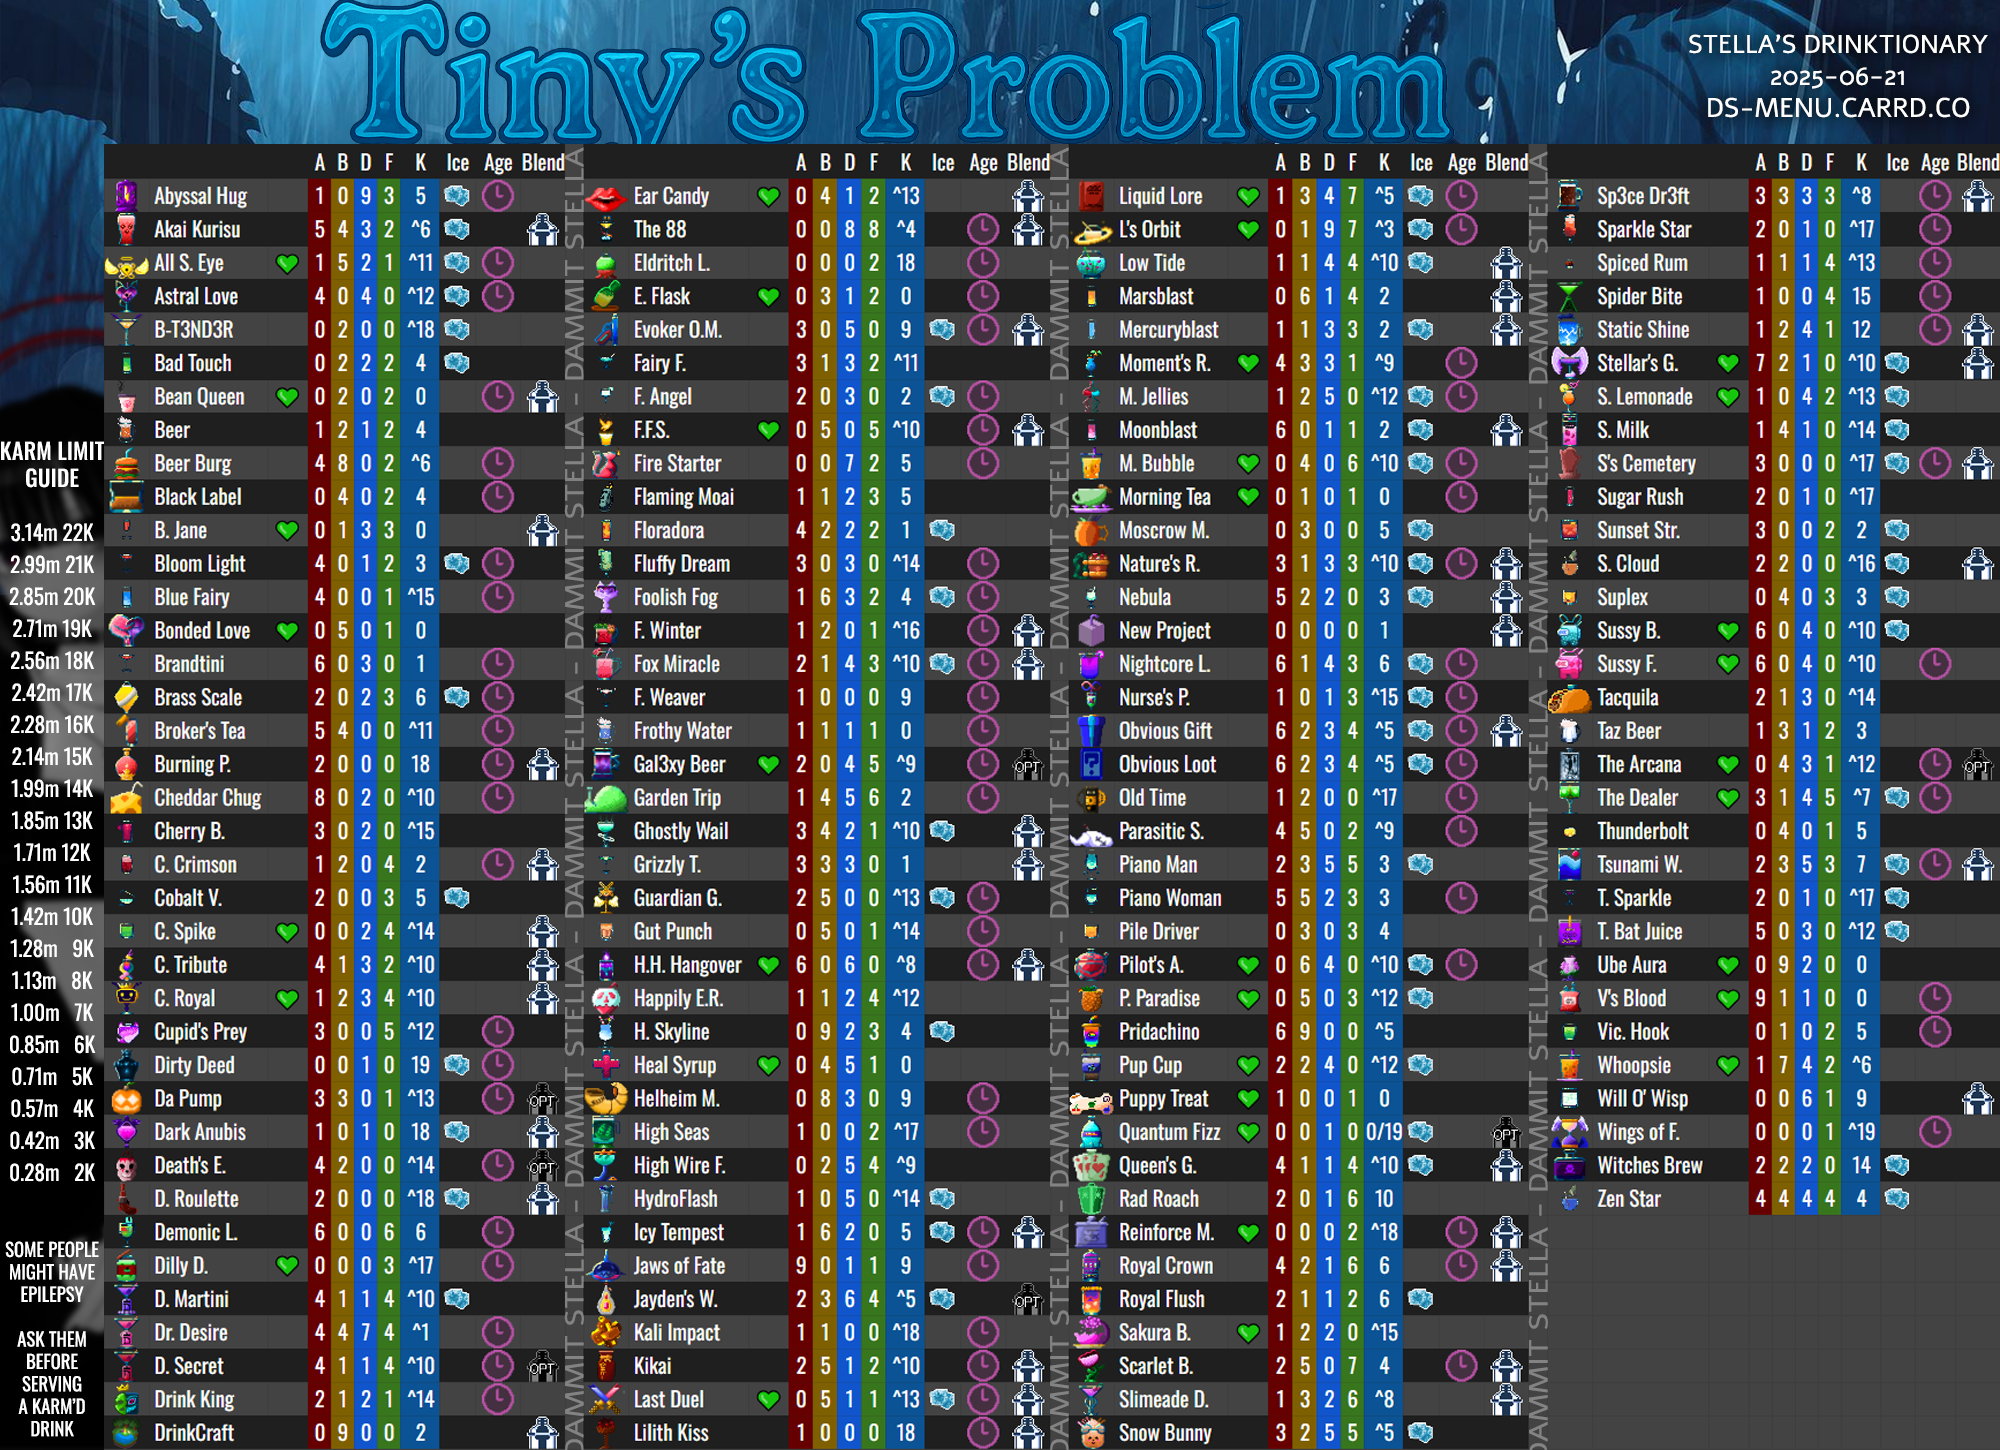 Tiny's Problem
STELLA'S DRINKTIONARY
2025-06-21
DS-MENU.CARRD.CO
KARM LIMIT
GUIDE
3.14m 22K
2.99m 21K
2.85m 20K
2.71m 19K
2.56m 18K
2.42m 17K
2.28m 16K
2.14m 15K
1.99m 14K
1.85m 13K
1.71m 12K
1.56m 11K
1.42m 10K
1.28m 9K
1.13m 8K
1.00m 7K
0.85m 6K
0.71m 5K
0.57m 4K
0.42m 3K
0.28m 2K
SOME PEOPLE
MIGHT HAVE
EPILEPSY
ASK THEM
BEFORE
SERVING
A KARM'D
DRINK
A B D F K Ice Age Blend
Abyssal Hug 1 0 9 3 5
Akai Kurisu 5 4 3 2 ^6
All S. Eye 1 5 2 1 ^11
Astral Love 4 0 4 0 ^12
B-T3ND3R 0 2 0 0 ^18
Bad Touch 0 2 2 2 4
Bean Queen 0 2 0 2 0
Beer 1 2 1 2 4
Beer Burg 4 8 0 2 ^6
Black Label 0 4 0 2 4
B. Jane 0 1 3 3 0
Bloom Light 4 0 1 2 3
Blue Fairy 4 0 0 1 ^15
Bonded Love 0 5 0 1 0
Brandtini 6 0 3 0 1
Brass Scale 2 0 2 3 6
Broker's Tea 5 4 0 0 ^11
Burning P. 2 0 0 0 18
Cheddar Chug 8 0 2 0 ^10
Cherry B. 3 0 2 0 ^15
C. Crimson 1 2 0 4 2
Cobalt V. 2 0 0 3 5
C. Spike 0 0 2 4 ^14
C. Tribute 4 1 3 2 ^10
C. Royal 1 2 3 4 ^10
Cupid's Prey 3 0 0 5 ^12
Dirty Deed 0 0 1 0 19
Da Pump 3 3 0 1 ^13 OPT
Dark Anubis 1 0 1 0 18
Death's E. 4 2 0 0 ^14 OPT
D. Roulette 2 0 0 0 ^18
Demonic L. 6 0 0 6 6
Dilly D. 0 0 0 3 ^17
D. Martini 4 1 1 4 ^10
Dr. Desire 4 4 7 4 ^1
D. Secret 4 1 1 4 ^10 OPT
Drink King 2 1 2 1 ^14
DrinkCraft 0 9 0 0 2
DAMMIT STELLA - DAMMIT STELLA - DAMMIT STELLA - DAMMIT STELLA
A B D F K Ice Age Blend
Ear Candy 0 4 1 2 ^13
The 88 0 0 8 8 ^4
Eldritch L. 0 0 0 2 18
E. Flask 0 3 1 2 0
Evoker O.M. 3 0 5 0 9
Fairy F. 3 1 3 2 ^11
F. Angel 2 0 3 0 2
F.F.S. 0 5 0 5 ^10
Fire Starter 0 0 7 2 5
Flaming Moai 1 1 2 3 5
Floradora 4 2 2 2 1
Fluffy Dream 3 0 3 0 ^14
Foolish Fog 1 6 3 2 4
F. Winter 1 2 0 1 ^16
Fox Miracle 2 1 4 3 ^10
F. Weaver 1 0 0 0 9
Frothy Water 1 1 1 1 0
Gal3xy Beer 2 0 4 5 ^9 OPT
Garden Trip 1 4 5 6 2
Ghostly Wail 3 4 2 1 ^10
Grizzly T. 3 3 3 0 1
Guardian G. 2 5 0 0 ^13
Gut Punch 0 5 0 1 ^14
H.H. Hangover 6 0 6 0 ^8
Happily E.R. 1 1 2 4 ^12
H. Skyline 0 9 2 3 4
Heal Syrup 0 4 5 1 0
Helheim M. 0 8 3 0 9
High Seas 1 0 0 2 ^17
High Wire F. 0 2 5 4 ^9
HydroFlash 1 0 5 0 ^14
Icy Tempest 1 6 2 0 5
Jaws of Fate 9 0 1 1 9
Jayden's W. 2 3 6 4 ^5 OPT
Kali Impact 1 1 0 0 ^18
Kikai 2 5 1 2 ^10
Last Duel 0 5 1 1 ^13
Lilith Kiss 1 0 0 0 18
DAMMIT STELLA - DAMMIT STELLA - DAMMIT STELLA - DAMMIT STELLA
A B D F K Ice Age Blend
Liquid Lore 1 3 4 7 ^5
L's Orbit 0 1 9 7 ^3
Low Tide 1 1 4 4 ^10
Marsblast 0 6 1 4 2
Mercuryblast 1 1 3 3 2
Moment's R. 4 3 3 1 ^9
M. Jellies 1 2 5 0 ^12
Moonblast 6 0 1 1 2
M. Bubble 0 4 0 6 ^10
Morning Tea 0 1 0 1 0
Moscrow M. 0 3 0 0 5
Nature's R. 3 1 3 3 ^10
Nebula 5 2 2 0 3
New Project 0 0 0 0 1
Nightcore L. 6 1 4 3 6
Nurse's P. 1 0 1 3 ^15
Obvious Gift 6 2 3 4 ^5
Obvious Loot 6 2 3 4 ^5
Old Time 1 2 0 0 ^17
Parasitic S. 4 5 0 2 ^9
Piano Man 2 3 5 5 3
Piano Woman 5 5 2 3 3
Pile Driver 0 3 0 3 4
Pilot's A. 0 6 4 0 ^10
P. Paradise 0 5 0 3 ^12
Pridachino 6 9 0 0 ^5
Pup Cup 2 2 4 0 ^12
Puppy Treat 1 0 0 1 0
Quantum Fizz 0 0 1 0 0/19 OPT
Queen's G. 4 1 1 4 ^10
Rad Roach 2 0 1 6 10
Reinforce M. 0 0 0 2 ^18
Royal Crown 4 2 1 6 6
Royal Flush 2 1 1 2 6
Sakura B. 1 2 2 0 ^15
Scarlet B. 2 5 0 7 4
Slimeade D. 1 3 2 6 ^8
Snow Bunny 3 2 5 5 ^5
DAMMIT STELLA - DAMMIT STELLA - DAMMIT STELLA - DAMMIT STELLA
A B D F K Ice Age Blend
Sp3ce Dr3ft 3 3 3 3 ^8
Sparkle Star 2 0 1 0 ^17
Spiced Rum 1 1 1 4 ^13
Spider Bite 1 0 0 4 15
Static Shine 1 2 4 1 12
Stellar's G. 7 2 1 0 ^10
S. Lemonade 1 0 4 2 ^13
S. Milk 1 4 1 0 ^14
S's Cemetery 3 0 0 0 ^17
Sugar Rush 2 0 1 0 ^17
Sunset Str. 3 0 0 2 2
S. Cloud 2 2 0 0 ^16
Suplex 0 4 0 3 3
Sussy B. 6 0 4 0 ^10
Sussy F. 6 0 4 0 ^10
Tacquila 2 1 3 0 ^14
Taz Beer 1 3 1 2 3
The Arcana 0 4 3 1 ^12 OPT
The Dealer 3 1 4 5 ^7
Thunderbolt 0 4 0 1 5
Tsunami W. 2 3 5 3 7
T. Sparkle 2 0 1 0 ^17
T. Bat Juice 5 0 3 0 ^12
Ube Aura 0 9 2 0 0
V's Blood 9 1 1 0 0
Vic. Hook 0 1 0 2 5
Whoopsie 1 7 4 2 ^6
Will O' Wisp 0 0 6 1 9
Wings of F. 0 0 0 1 ^19
Witches Brew 2 2 2 0 14
Zen Star 4 4 4 4 4